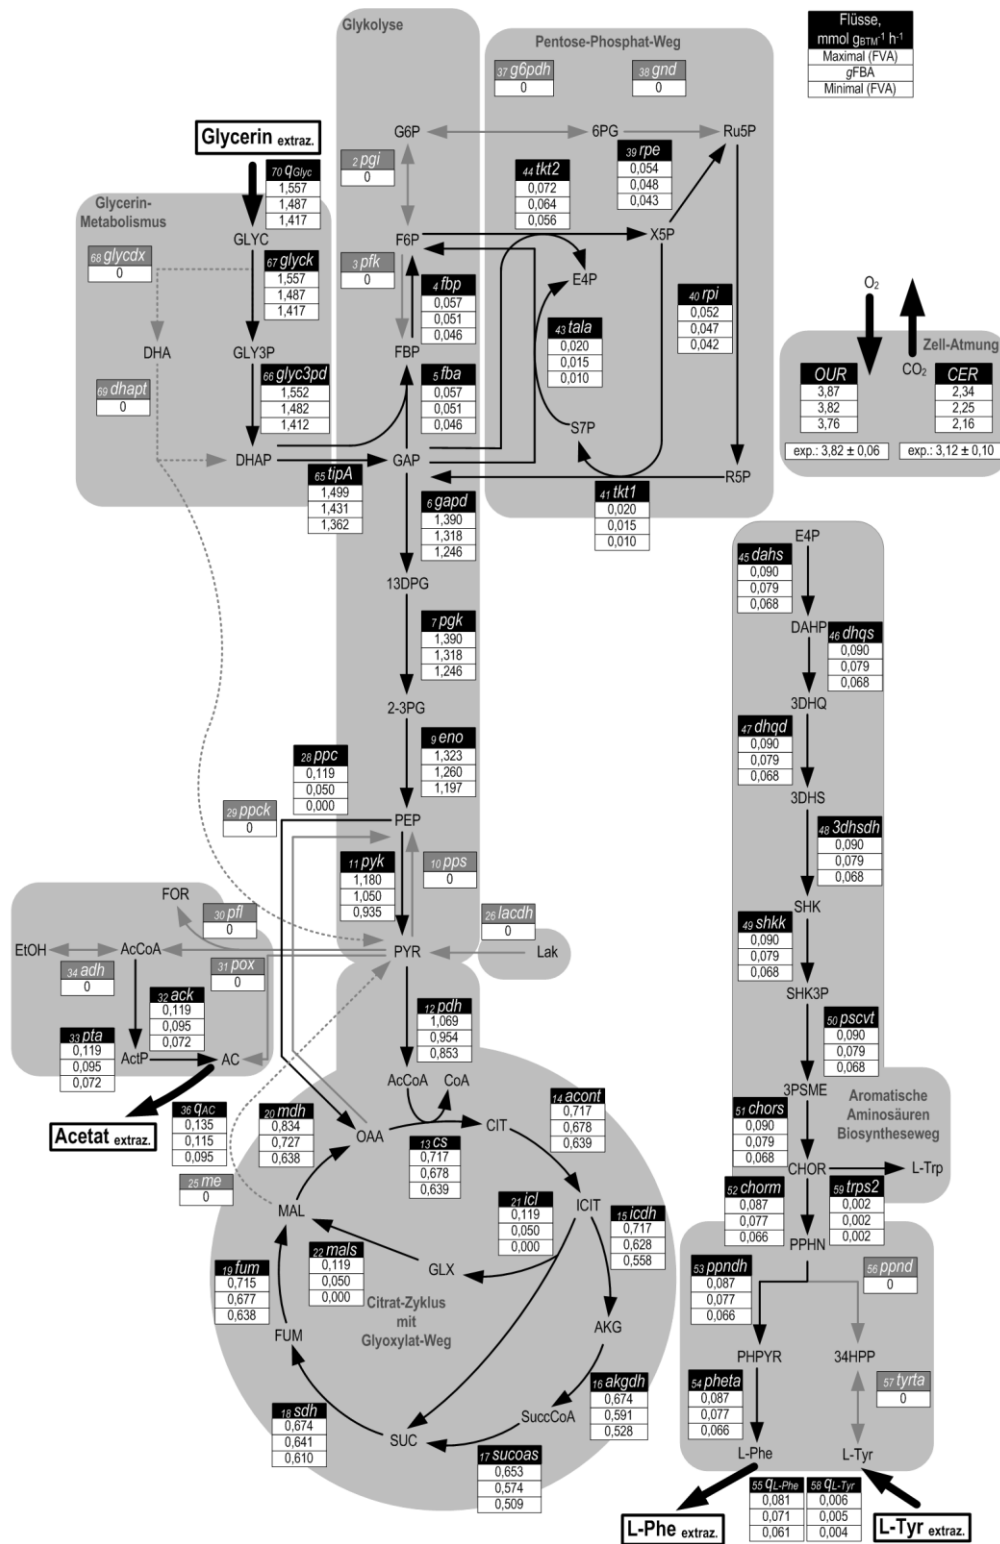 Glykolyse
Pentose-Phosphat-Weg
Flüsse,
mmol gBTM⁻¹ h⁻¹
Maximal (FVA)
gFBA
Minimal (FVA)
37 g6pdh
0
38 gnd
0
G6P
6PG
Ru5P
Glycerin extraz.
2 pgi
0
39 rpe
0,054
0,048
0,043
44 tkt2
0,072
0,064
0,056
70 qGlyc
1,557
1,487
1,417
Glycerin-
Metabolismus
GLYC
F6P
X5P
68 glycdx
0
67 glyck
1,557
1,487
1,417
3 pfk
0
4 fbp
0,057
0,051
0,046
E4P
40 rpi
0,052
0,047
0,042
O2
43 tala
0,020
0,015
0,010
DHA
GLY3P
FBP
Zell-Atmung
CO2
OUR
3,87
3,82
3,76
exp.: 3,82 ± 0,06
CER
2,34
2,25
2,16
exp.: 3,12 ± 0,10
69 dhapt
0
66 glyc3pd
1,552
1,482
1,412
5 fba
0,057
0,051
0,046
S7P
DHAP
GAP
R5P
65 tipA
1,499
1,431
1,362
6 gapd
1,390
1,318
1,246
41 tkt1
0,020
0,015
0,010
E4P
45 dahs
0,090
0,079
0,068
13DPG
DAHP
46 dhqs
0,090
0,079
0,068
7 pgk
1,390
1,318
1,246
2-3PG
3DHQ
47 dhqd
0,090
0,079
0,068
9 eno
1,323
1,260
1,197
28 ppc
0,119
0,050
0,000
3DHS
29 ppck
0
PEP
48 3dhsdh
0,090
0,079
0,068
11 pyk
1,180
1,050
0,935
10 pps
0
SHK
FOR
30 pfl
0
26 lacdh
0
49 shkk
0,090
0,079
0,068
EtOH
AcCoA
PYR
Lak
34 adh
0
31 pox
0
SHK3P
32 ack
0,119
0,095
0,072
12 pdh
1,069
0,954
0,853
50 pscvt
0,090
0,079
0,068
33 pta
0,119
0,095
0,072
ActP
AC
AcCoA
CoA
3PSME
Aromatische
Aminosäuren
Biosyntheseweg
Acetat extraz.
36 qAC
0,135
0,115
0,095
20 mdh
0,834
0,727
0,638
OAA
CIT
14 acont
0,717
0,678
0,639
51 chors
0,090
0,079
0,068
13 cs
0,717
0,678
0,639
CHOR
L-Trp
25 me
0
MAL
21 icl
0,119
0,050
0,000
ICIT
15 icdh
0,717
0,628
0,558
52 chorm
0,087
0,077
0,066
59 trps2
0,002
0,002
0,002
22 mals
0,119
0,050
0,000
GLX
PPHN
19 fum
0,715
0,677
0,638
Citrat-Zyklus
mit
Glyoxylat-Weg
53 ppndh
0,087
0,077
0,066
56 ppnd
0
FUM
AKG
PHPYR
34HPP
16 akgdh
0,674
0,591
0,528
54 pheta
0,087
0,077
0,066
57 tyrta
0
18 sdh
0,674
0,641
0,610
SuccCoA
SUC
17 sucoas
0,653
0,574
0,509
L-Phe
L-Tyr
55 qL-Phe
0,081
0,071
0,061
58 qL-Tyr
0,006
0,005
0,004
L-Phe extraz.
L-Tyr extraz.